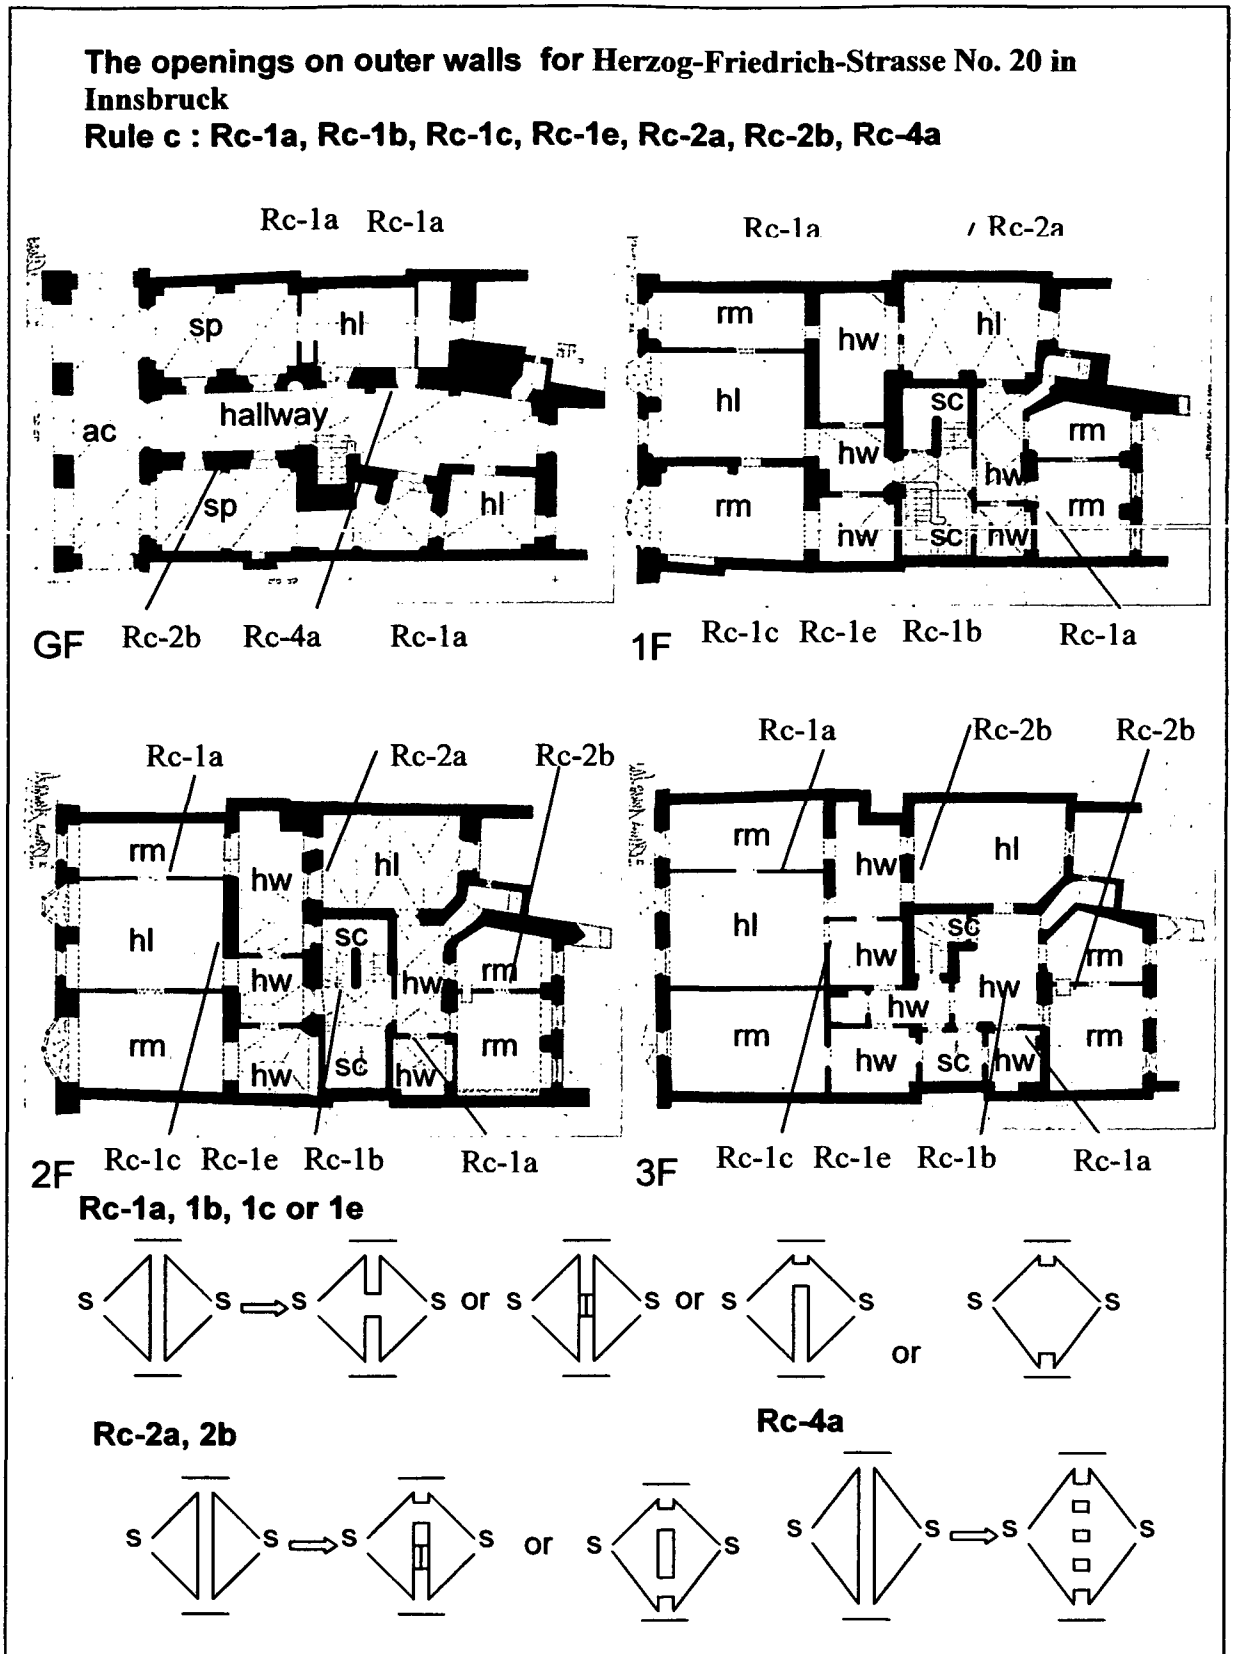 The openings on outer walls for Herzog-Friedrich-Strasse No. 20 in
Innsbruck
Rule c : Rc-1a, Rc-1b, Rc-1c, Rc-1e, Rc-2a, Rc-2b, Rc-4a
Rc-1a Rc-1a
sp hl
hallway
ac
sp hl
GF Rc-2b Rc-4a Rc-1a
Rc-1a Rc-2a
rm hw hl
hl sc
hw rm
hw
rm hw sc hw rm
1F Rc-1c Rc-1e Rc-1b Rc-1a
Rc-1a Rc-2a Rc-2b
rm hw hl
hl sc
hw hw rm
rm hw sc hw rm
2F Rc-1c Rc-1e Rc-1b Rc-1a
Rc-1a Rc-2b Rc-2b
rm hw hl
hl sc
hw rm
hw hw
rm hw sc hw rm
3F Rc-1c Rc-1e Rc-1b Rc-1a
Rc-1a, 1b, 1c or 1e
s s s s or s s or s s or s s
Rc-2a, 2b
s s s s or s s
Rc-4a
s s s s